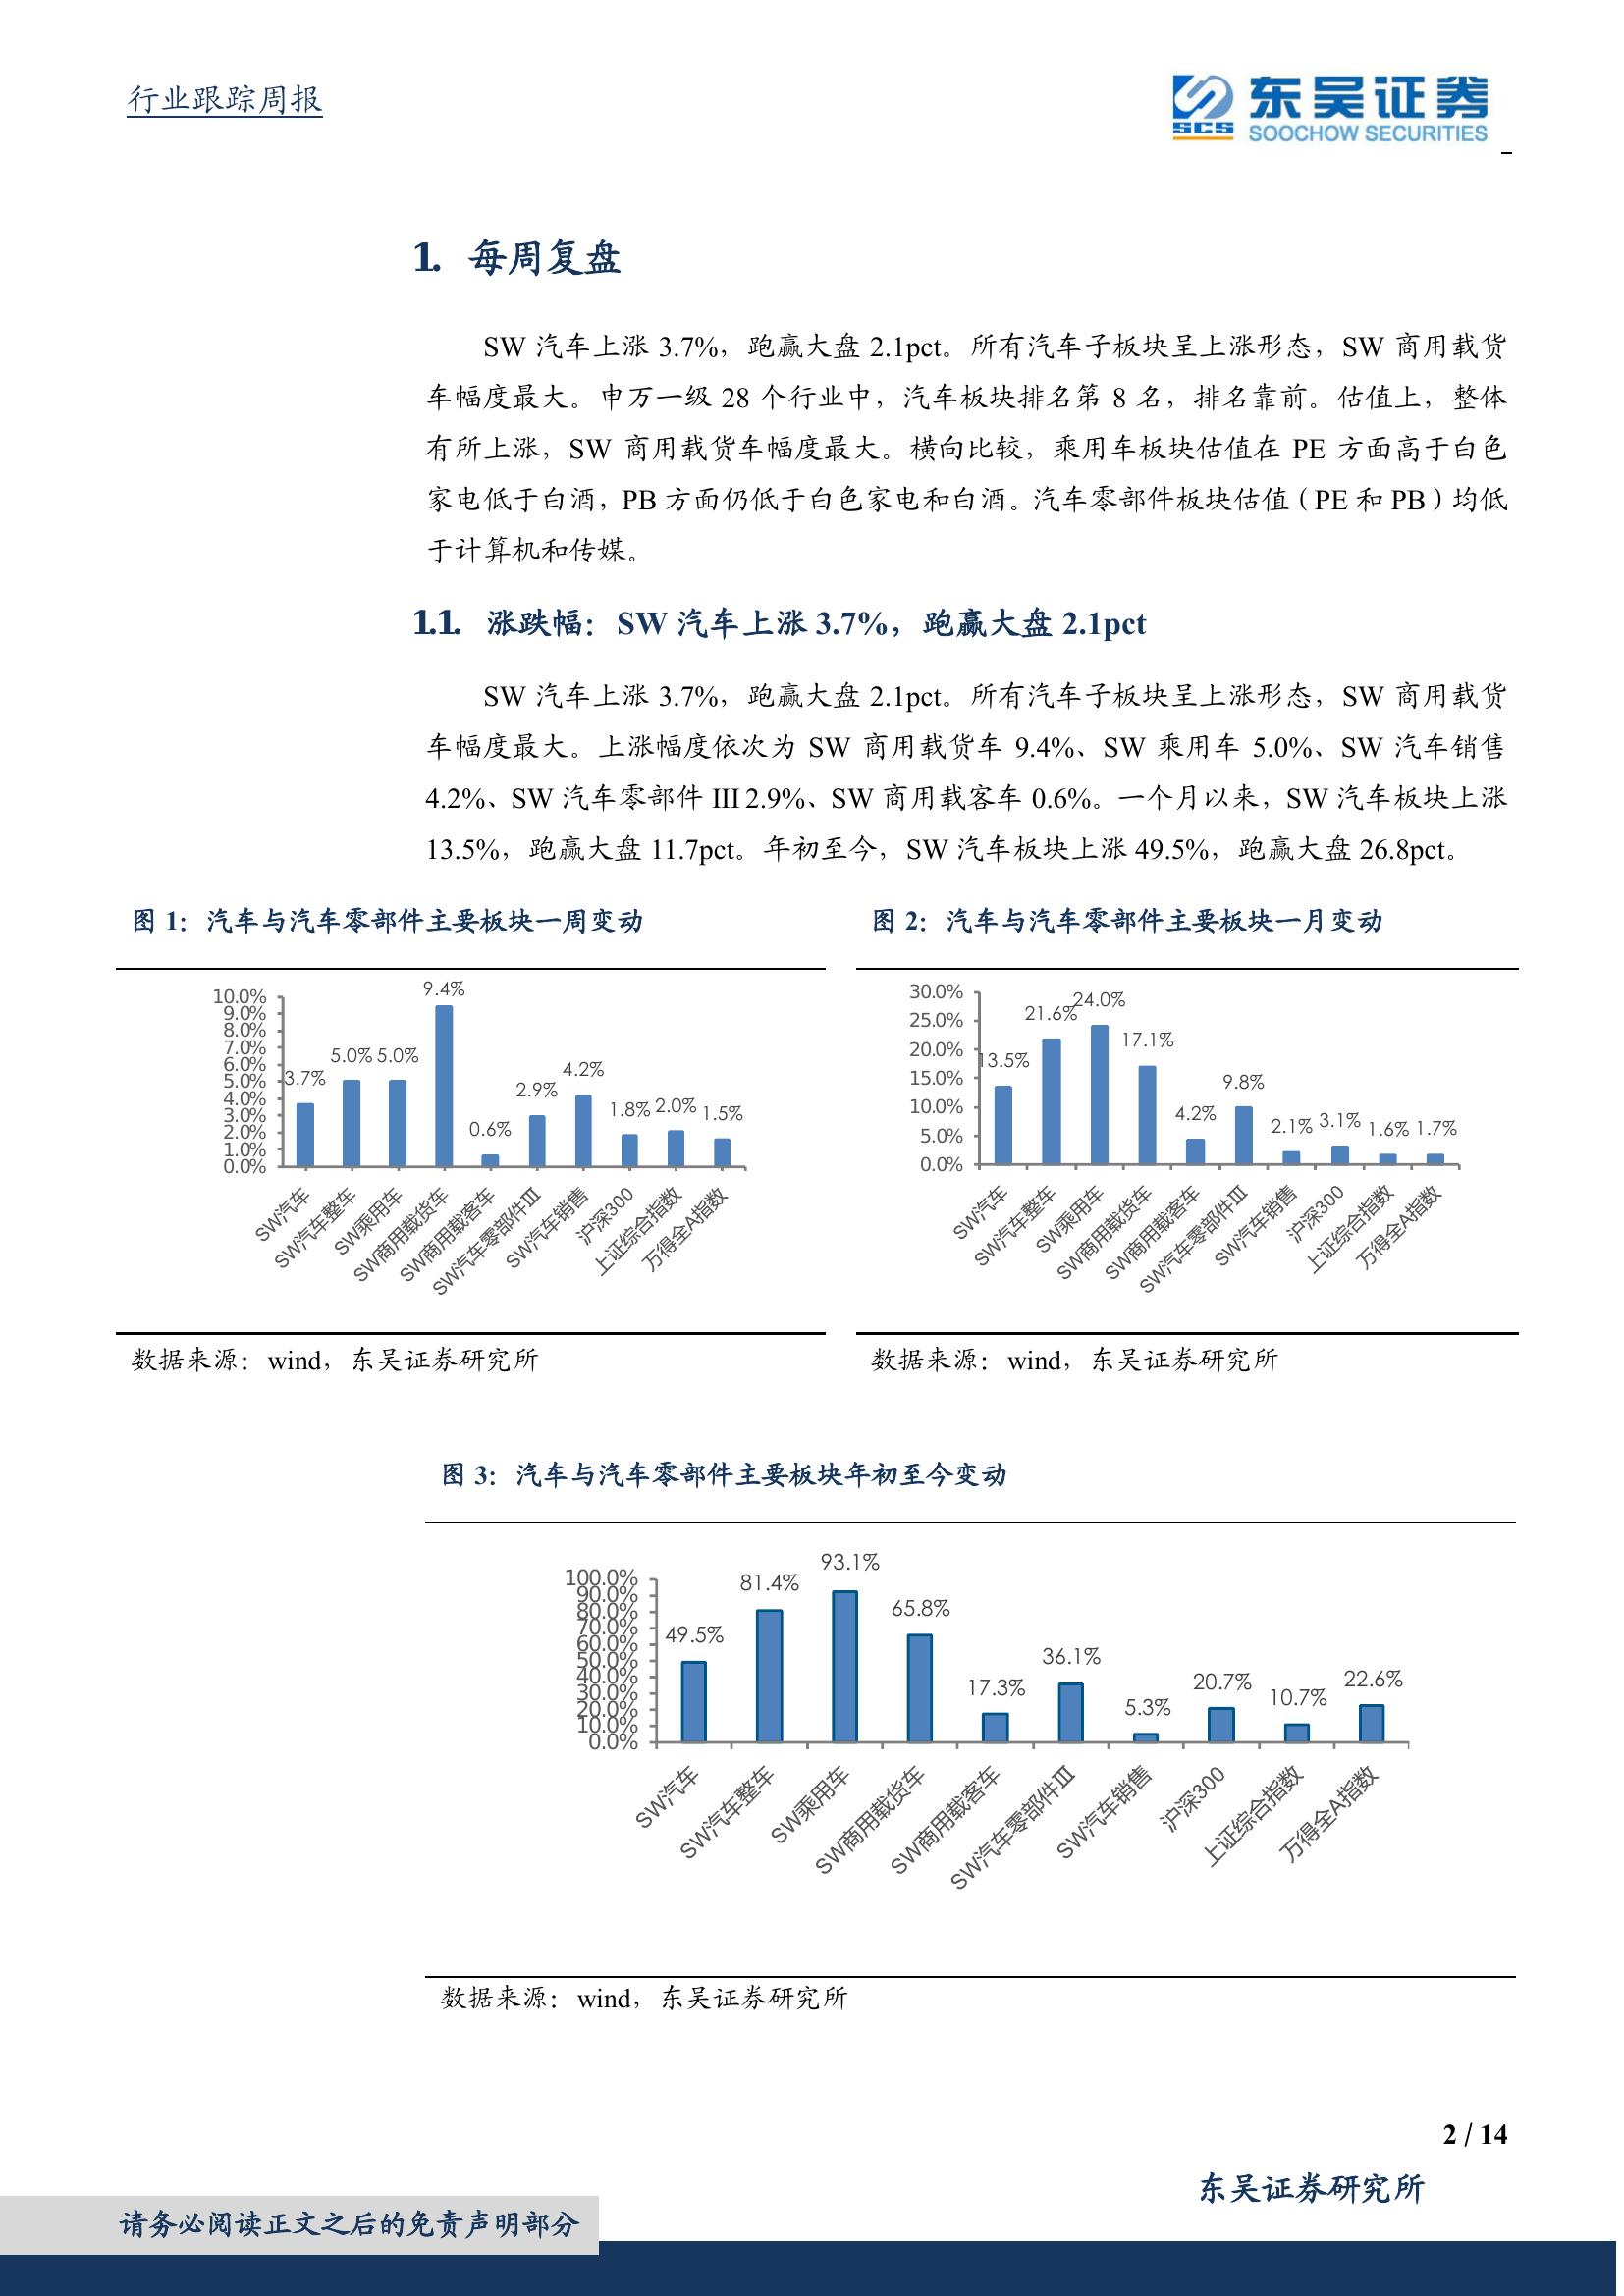 行业跟踪周报
SCS
东吴证券
SOOCHOW SECURITIES
1. 每周复盘
SW 汽车上涨 3.7%，跑赢大盘 2.1pct。所有汽车子板块呈上涨形态，SW 商用载货
车幅度最大。申万一级 28 个行业中，汽车板块排名第 8 名，排名靠前。估值上，整体
有所上涨，SW 商用载货车幅度最大。横向比较，乘用车板块估值在 PE 方面高于白色
家电低于白酒，PB 方面仍低于白色家电和白酒。汽车零部件板块估值（PE 和 PB）均低
于计算机和传媒。
1.1. 涨跌幅：SW 汽车上涨 3.7%，跑赢大盘 2.1pct
SW 汽车上涨 3.7%，跑赢大盘 2.1pct。所有汽车子板块呈上涨形态，SW 商用载货
车幅度最大。上涨幅度依次为 SW 商用载货车 9.4%、SW 乘用车 5.0%、SW 汽车销售
4.2%、SW 汽车零部件 III 2.9%、SW 商用载客车 0.6%。一个月以来，SW 汽车板块上涨
13.5%，跑赢大盘 11.7pct。年初至今，SW 汽车板块上涨 49.5%，跑赢大盘 26.8pct。
图 1：汽车与汽车零部件主要板块一周变动
10.0%
9.0%
8.0%
7.0%
6.0%
5.0%
4.0%
3.0%
2.0%
1.0%
0.0%
3.7%
5.0%
5.0%
9.4%
0.6%
2.9%
4.2%
1.8%
2.0%
1.5%
SW汽车
SW汽车整车
SW乘用车
SW商用载货车
SW商用载客车
SW汽车零部件III
SW汽车销售
沪深300
上证综合指数
万得全A指数
数据来源：wind，东吴证券研究所
图 2：汽车与汽车零部件主要板块一月变动
30.0%
25.0%
20.0%
15.0%
10.0%
5.0%
0.0%
13.5%
21.6%
24.0%
17.1%
4.2%
9.8%
2.1%
3.1%
1.6%
1.7%
SW汽车
SW汽车整车
SW乘用车
SW商用载货车
SW商用载客车
SW汽车零部件III
SW汽车销售
沪深300
上证综合指数
万得全A指数
数据来源：wind，东吴证券研究所
图 3：汽车与汽车零部件主要板块年初至今变动
100.0%
90.0%
80.0%
70.0%
60.0%
50.0%
40.0%
30.0%
20.0%
10.0%
0.0%
49.5%
81.4%
93.1%
65.8%
17.3%
36.1%
5.3%
20.7%
10.7%
22.6%
SW汽车
SW汽车整车
SW乘用车
SW商用载货车
SW商用载客车
SW汽车零部件III
SW汽车销售
沪深300
上证综合指数
万得全A指数
数据来源：wind，东吴证券研究所
2 / 14
东吴证券研究所
请务必阅读正文之后的免责声明部分